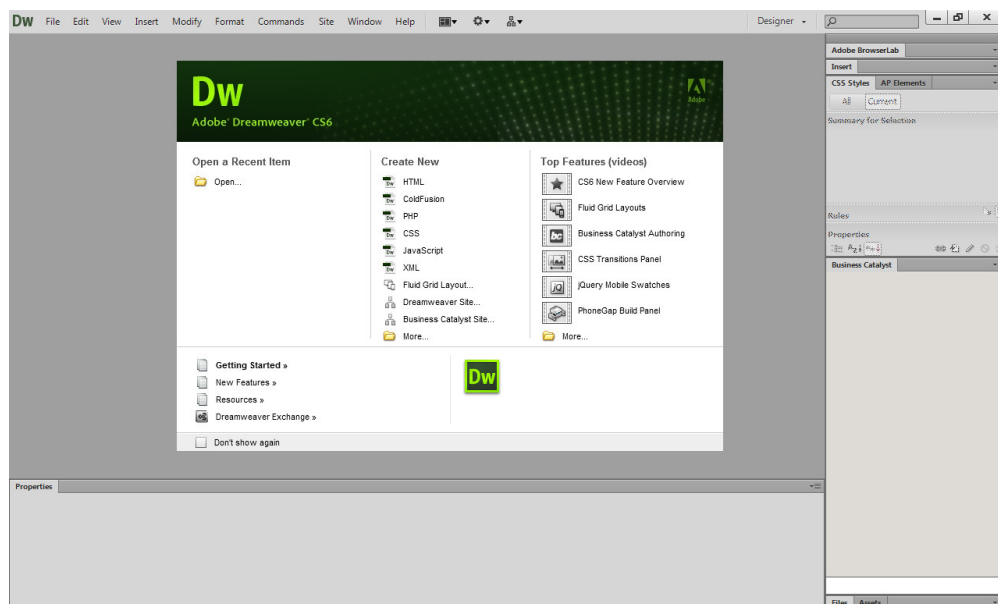 Dw File Edit View Insert Modify Format Commands Site Window Help Designer
Adobe BrowserLab
Insert
CSS Styles AP Elements
All Current
Summary for Selection
Rules
Properties
Business Catalyst
Files Assets
Dw
Adobe® Dreamweaver® CS6
Adobe
Open a Recent Item
Open...
Create New
HTML
ColdFusion
PHP
CSS
JavaScript
XML
Fluid Grid Layout...
Dreamweaver Site...
Business Catalyst Site...
More...
Top Features (videos)
CS6 New Feature Overview
Fluid Grid Layouts
bc Business Catalyst Authoring
CSS Transitions Panel
jQ jQuery Mobile Swatches
PhoneGap Build Panel
More...
Getting Started »
New Features »
Resources »
Dreamweaver Exchange »
Dw
Don't show again
Properties